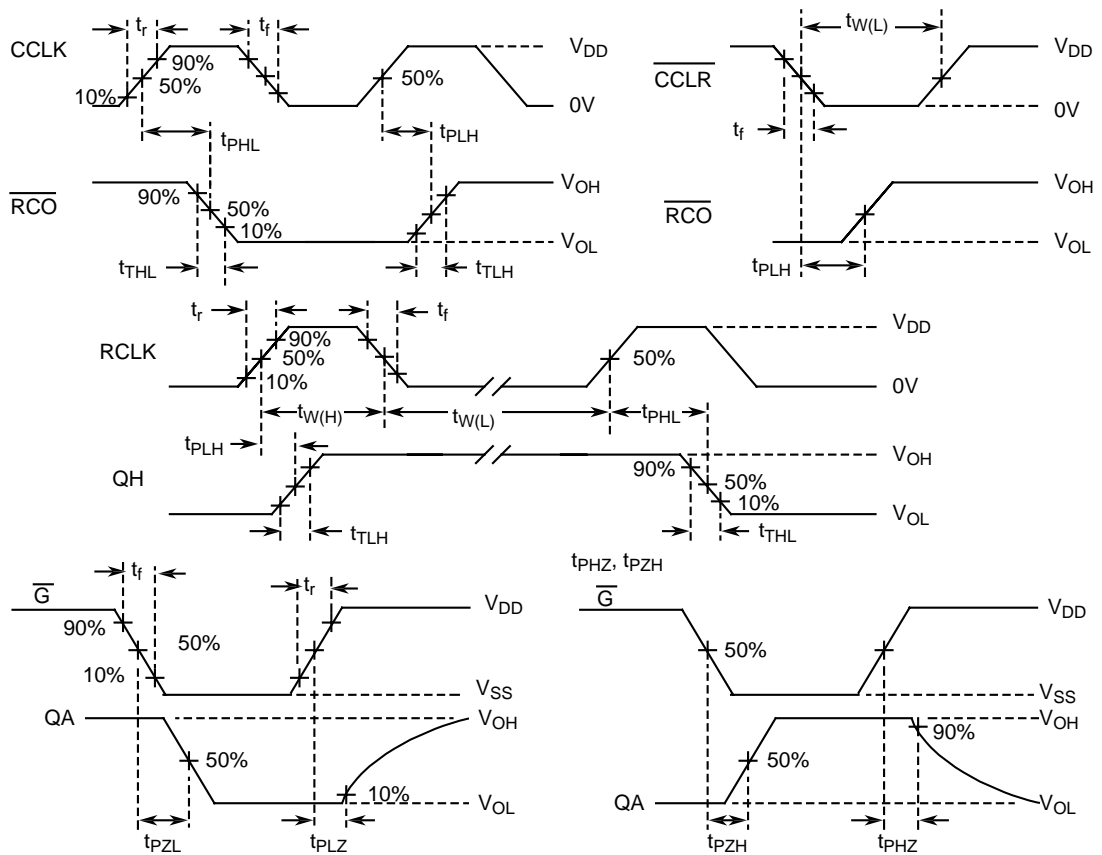 tr
tf
CCLK
90%
50%
10%
50%
VDD
0V
tPHL
tPLH
RCO
90%
50%
10%
VOH
VOL
tTHL
tTLH
tW(L)
CCLR
VDD
0V
tf
RCO
VOH
VOL
tPLH
tr
tf
RCLK
90%
50%
10%
50%
VDD
0V
tW(H)
tW(L)
tPHL
tPLH
QH
90%
50%
10%
VOH
VOL
tTLH
tTHL
G
tf
tr
90%
50%
10%
VDD
VSS
QA
50%
10%
VOH
VOL
tPZL
tPLZ
tPHZ, tPZH
G
50%
VDD
VSS
VOH
90%
50%
QA
VOL
tPZH
tPHZ